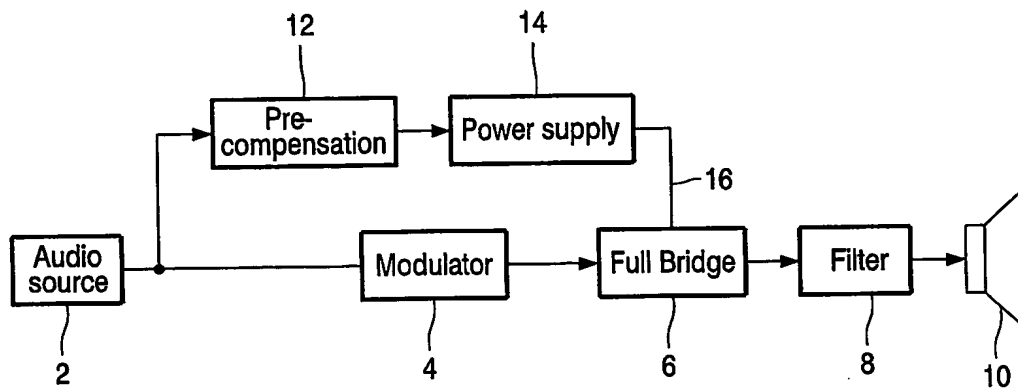 12
14
Pre-
compensation
Power supply
16
Audio
source
Modulator
Full Bridge
Filter
2
4
6
8
10